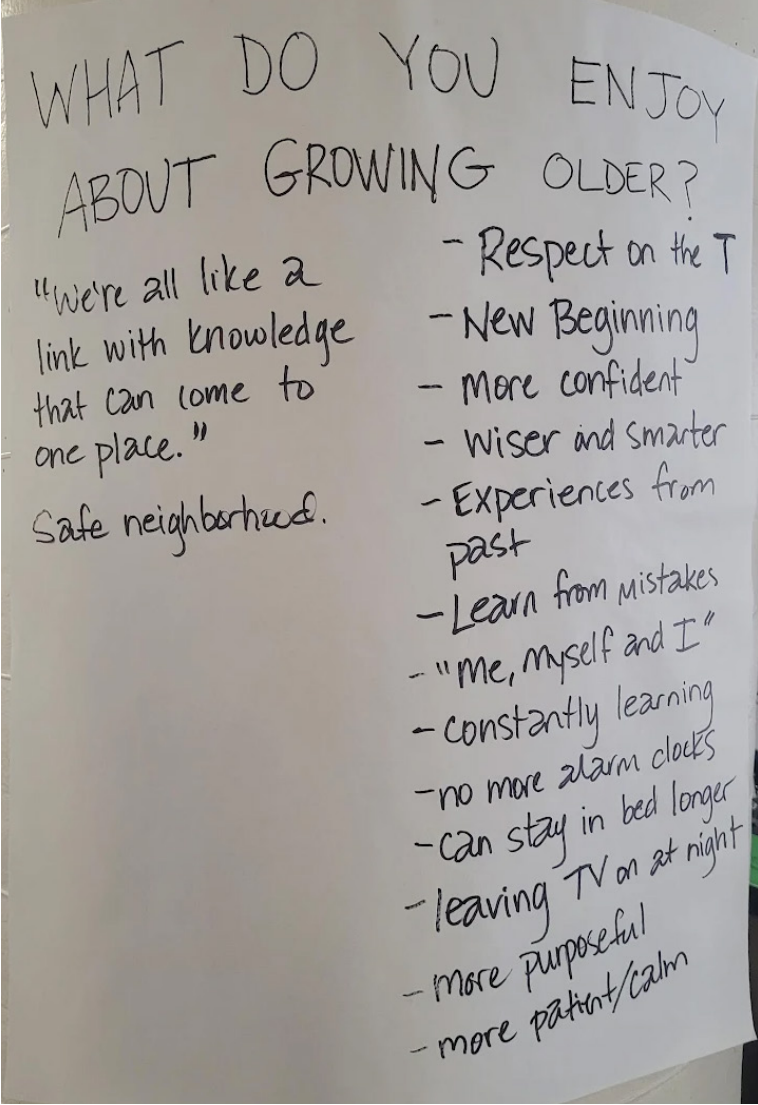 WHAT DO YOU ENJOY
ABOUT GROWING OLDER?
"We're all like a
link with knowledge
that can come to
one place."
Safe neighborhood.
- Respect on the T
- New Beginning
- more confident
- wiser and smarter
- Experiences from
past
- Learn from mistakes
- "me, myself and I"
- constantly learning
- no more alarm clocks
- can stay in bed longer
- leaving TV on at night
- more purposeful
- more patient/calm